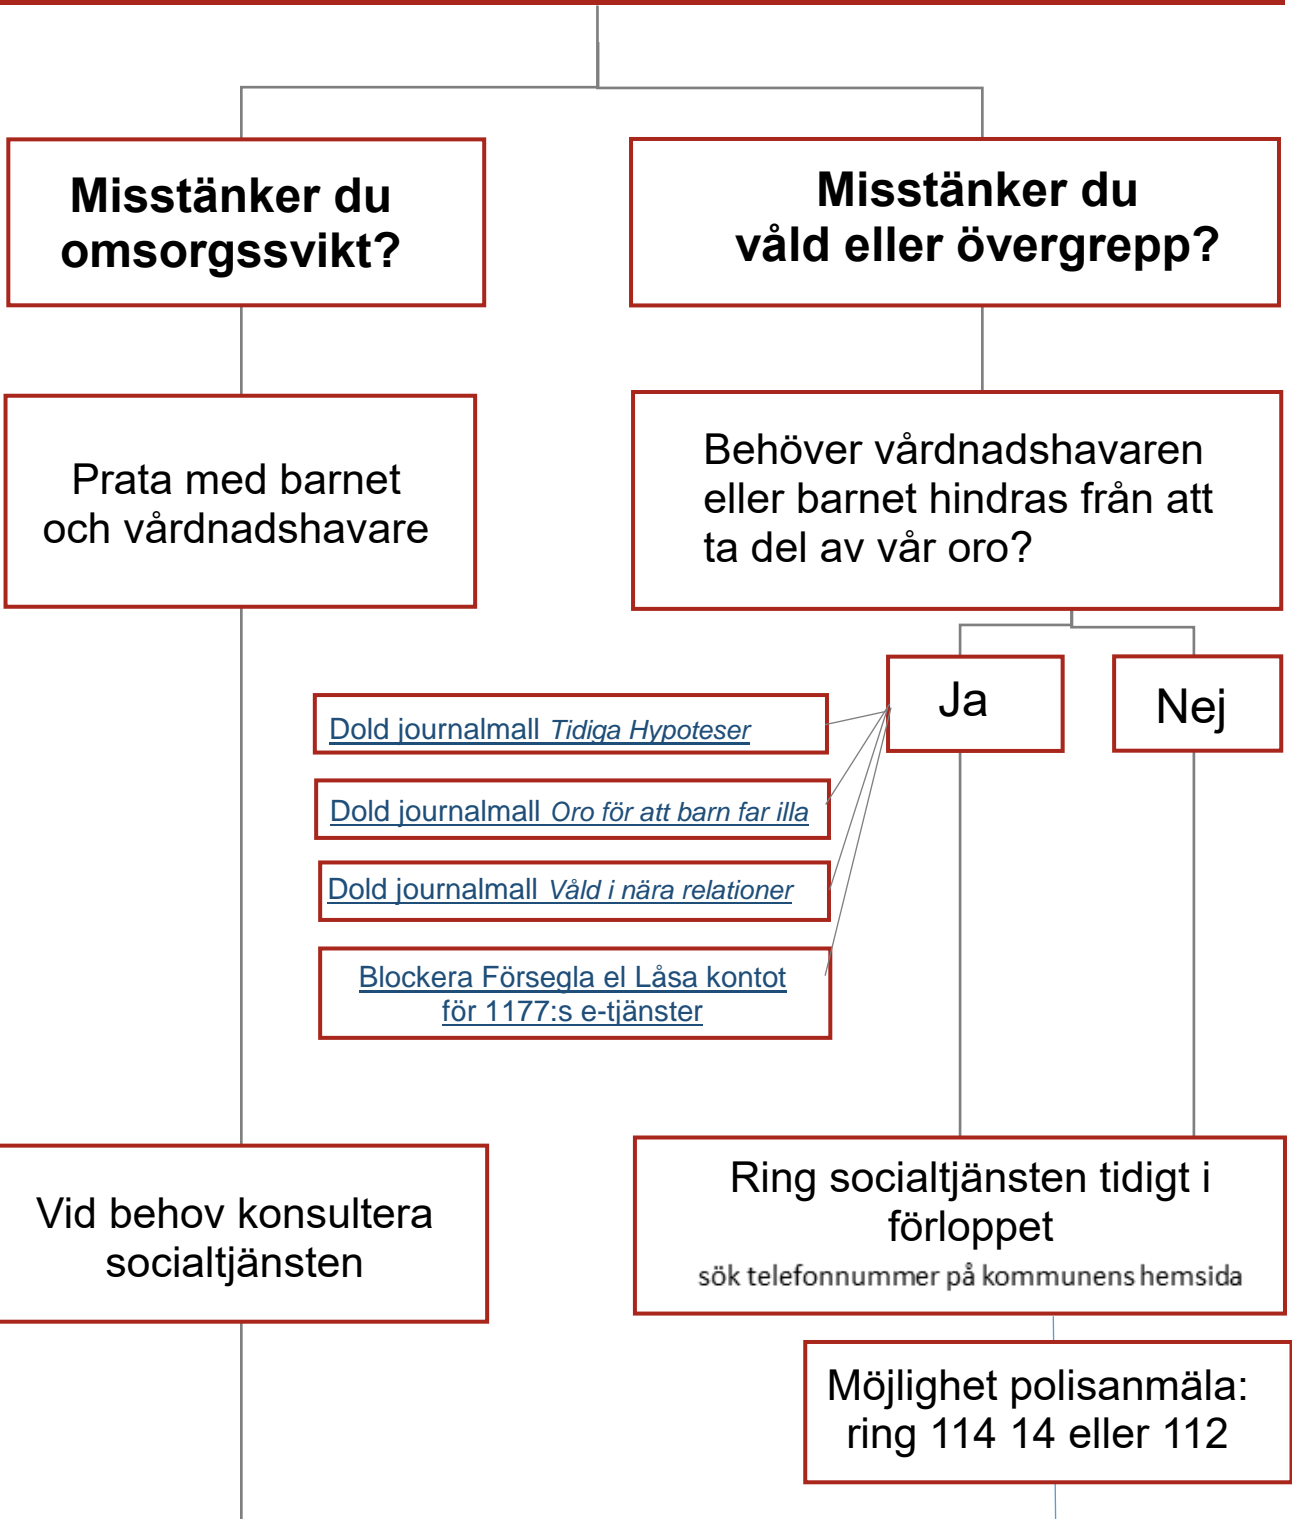 Misstänker du
omsorgssvikt?
Misstänker du
våld eller övergrepp?
Prata med barnet
och vårdnadshavare
Behöver vårdnadshavaren
eller barnet hindras från att
ta del av vår oro?
Ja
Nej
Dold journalmall Tidiga Hypoteser
Dold journalmall Oro för att barn far illa
Dold journalmall Våld i nära relationer
Blockera Försegla el Låsa kontot
för 1177:s e-tjänster
Vid behov konsultera
socialtjänsten
Ring socialtjänsten tidigt i
förloppet
sök telefonnummer på kommunens hemsida
Möjlighet polisanmäla:
ring 114 14 eller 112